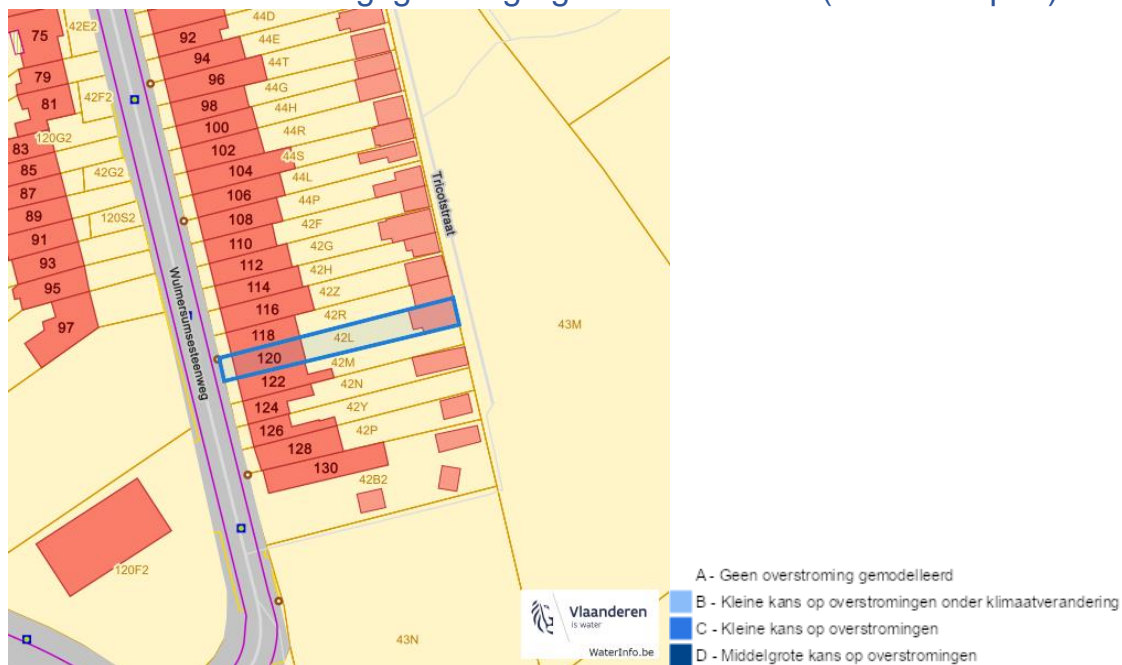 75
79
81
83
85
87
89
91
93
95
97
42E2
42F2
120G2
42G2
120S2
92
94
96
98
100
102
104
106
108
110
112
114
116
118
120
122
124
126
128
130
44D
44E
44T
44G
44H
44R
44S
44L
44P
42F
42G
42H
42Z
42R
42L
42M
42N
42Y
42P
42B2
Tricotstraat
Wulmersumsesteenweg
43M
120F2
43N
Vlaanderen
is water
WaterInfo.be
A - Geen overstroming gemodelleerd
B - Kleine kans op overstromingen onder klimaatverandering
C - Kleine kans op overstromingen
D - Middelgrote kans op overstromingen